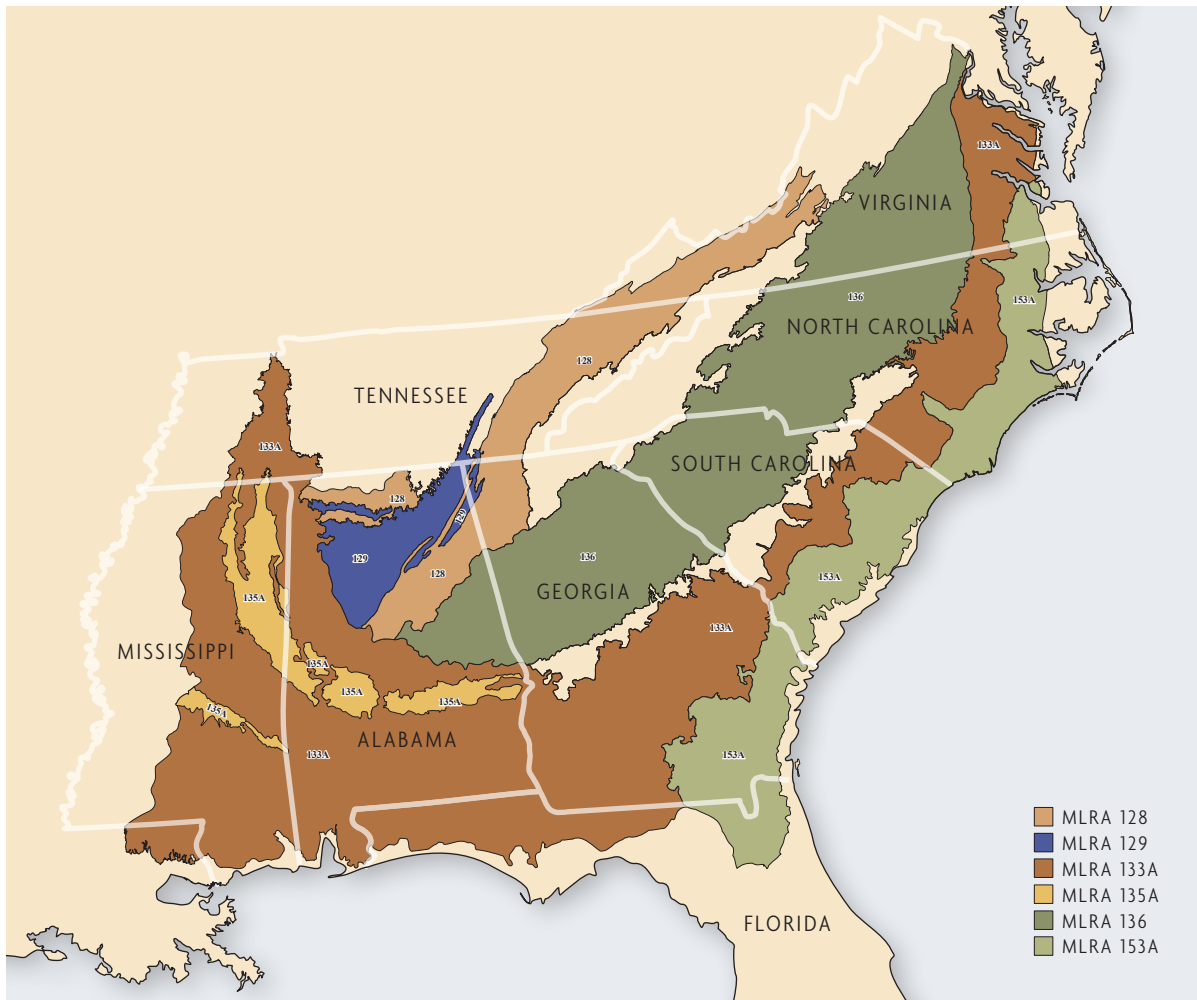 133A
VIRGINIA
136
153A
NORTH CAROLINA
128
TENNESSEE
133A
SOUTH CAROLINA
128
129
129
136
128
153A
GEORGIA
135A
133A
MISSISSIPPI
135A
135A
135A
135A
ALABAMA
133A
153A
FLORIDA
MLRA 128
MLRA 129
MLRA 133A
MLRA 135A
MLRA 136
MLRA 153A